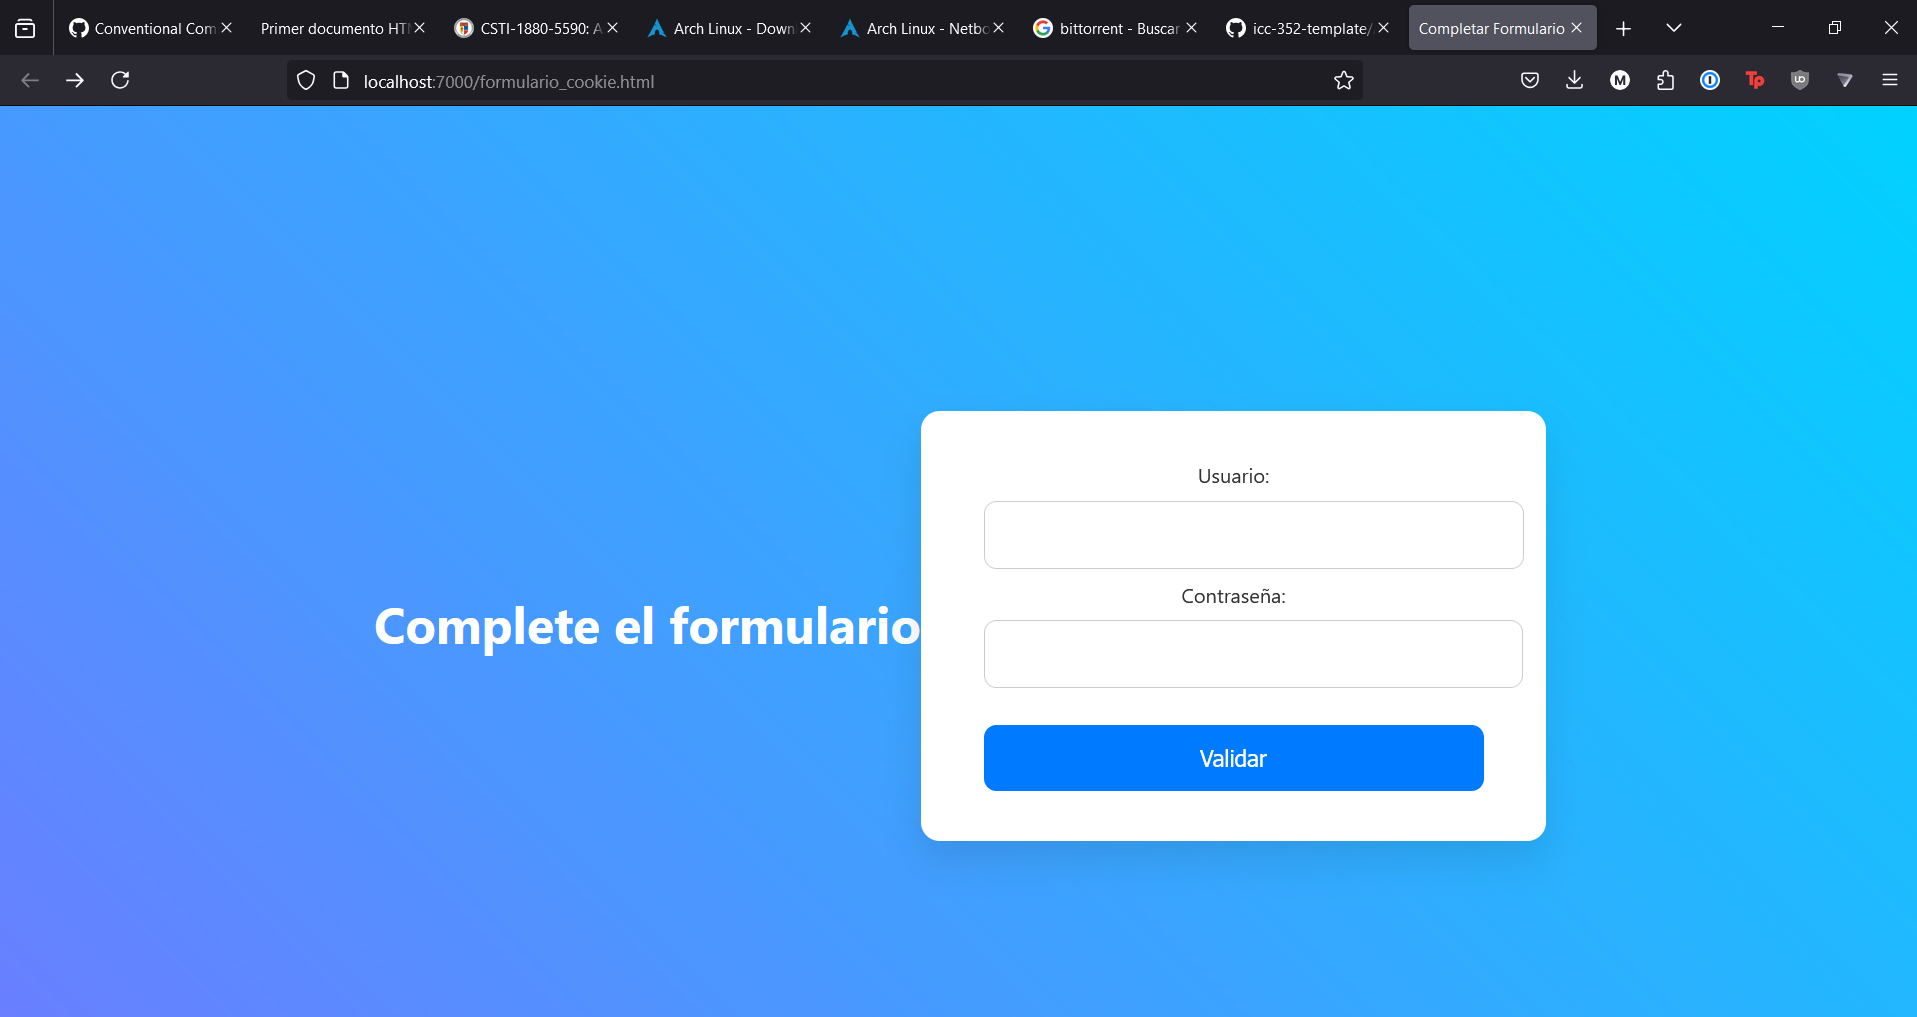 Conventional Com
Primer documento HT
CSTI-1880-5590: A
Arch Linux - Down
Arch Linux - Netbo
bittorrent - Buscar
icc-352-template/
Completar Formulario
localhost:7000/formulario_cookie.html
M
Tp
Complete el formulario
Usuario:
Contraseña:
Validar